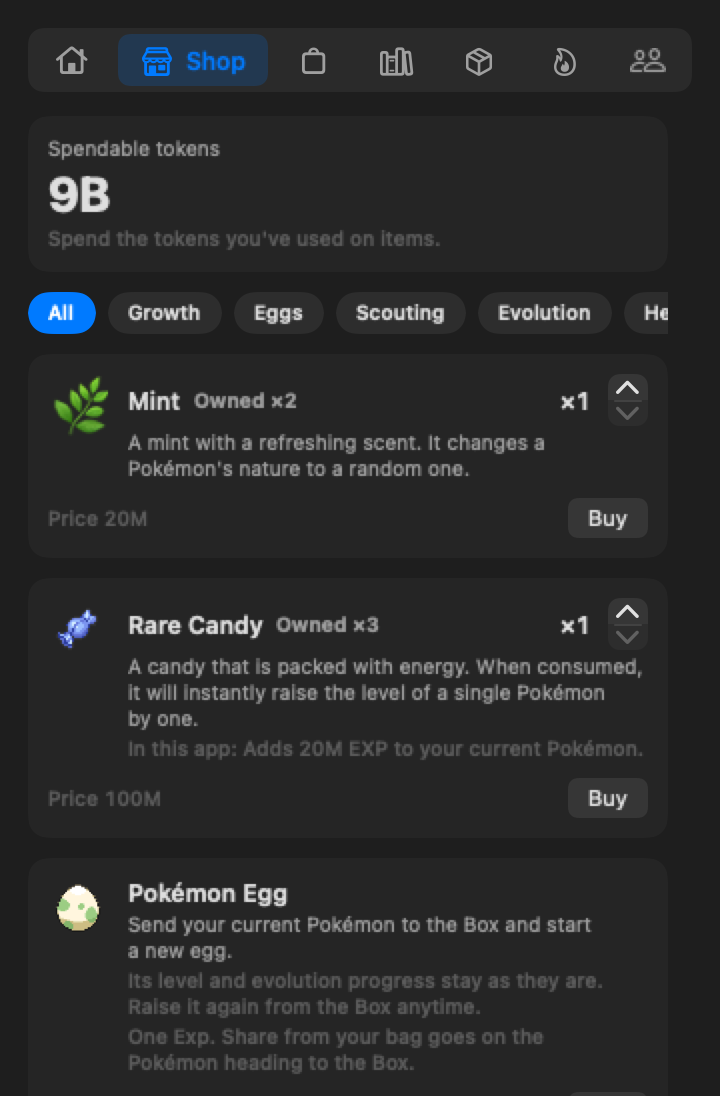 Shop
Spendable tokens
9B
Spend the tokens you've used on items.
All Growth Eggs Scouting Evolution He
Mint Owned ×2 ×1
A mint with a refreshing scent. It changes a
Pokémon's nature to a random one.
Price 20M Buy
Rare Candy Owned ×3 ×1
A candy that is packed with energy. When consumed,
it will instantly raise the level of a single Pokémon
by one.
In this app: Adds 20M EXP to your current Pokémon.
Price 100M Buy
Pokémon Egg
Send your current Pokémon to the Box and start
a new egg.
Its level and evolution progress stay as they are.
Raise it again from the Box anytime.
One Exp. Share from your bag goes on the
Pokémon heading to the Box.